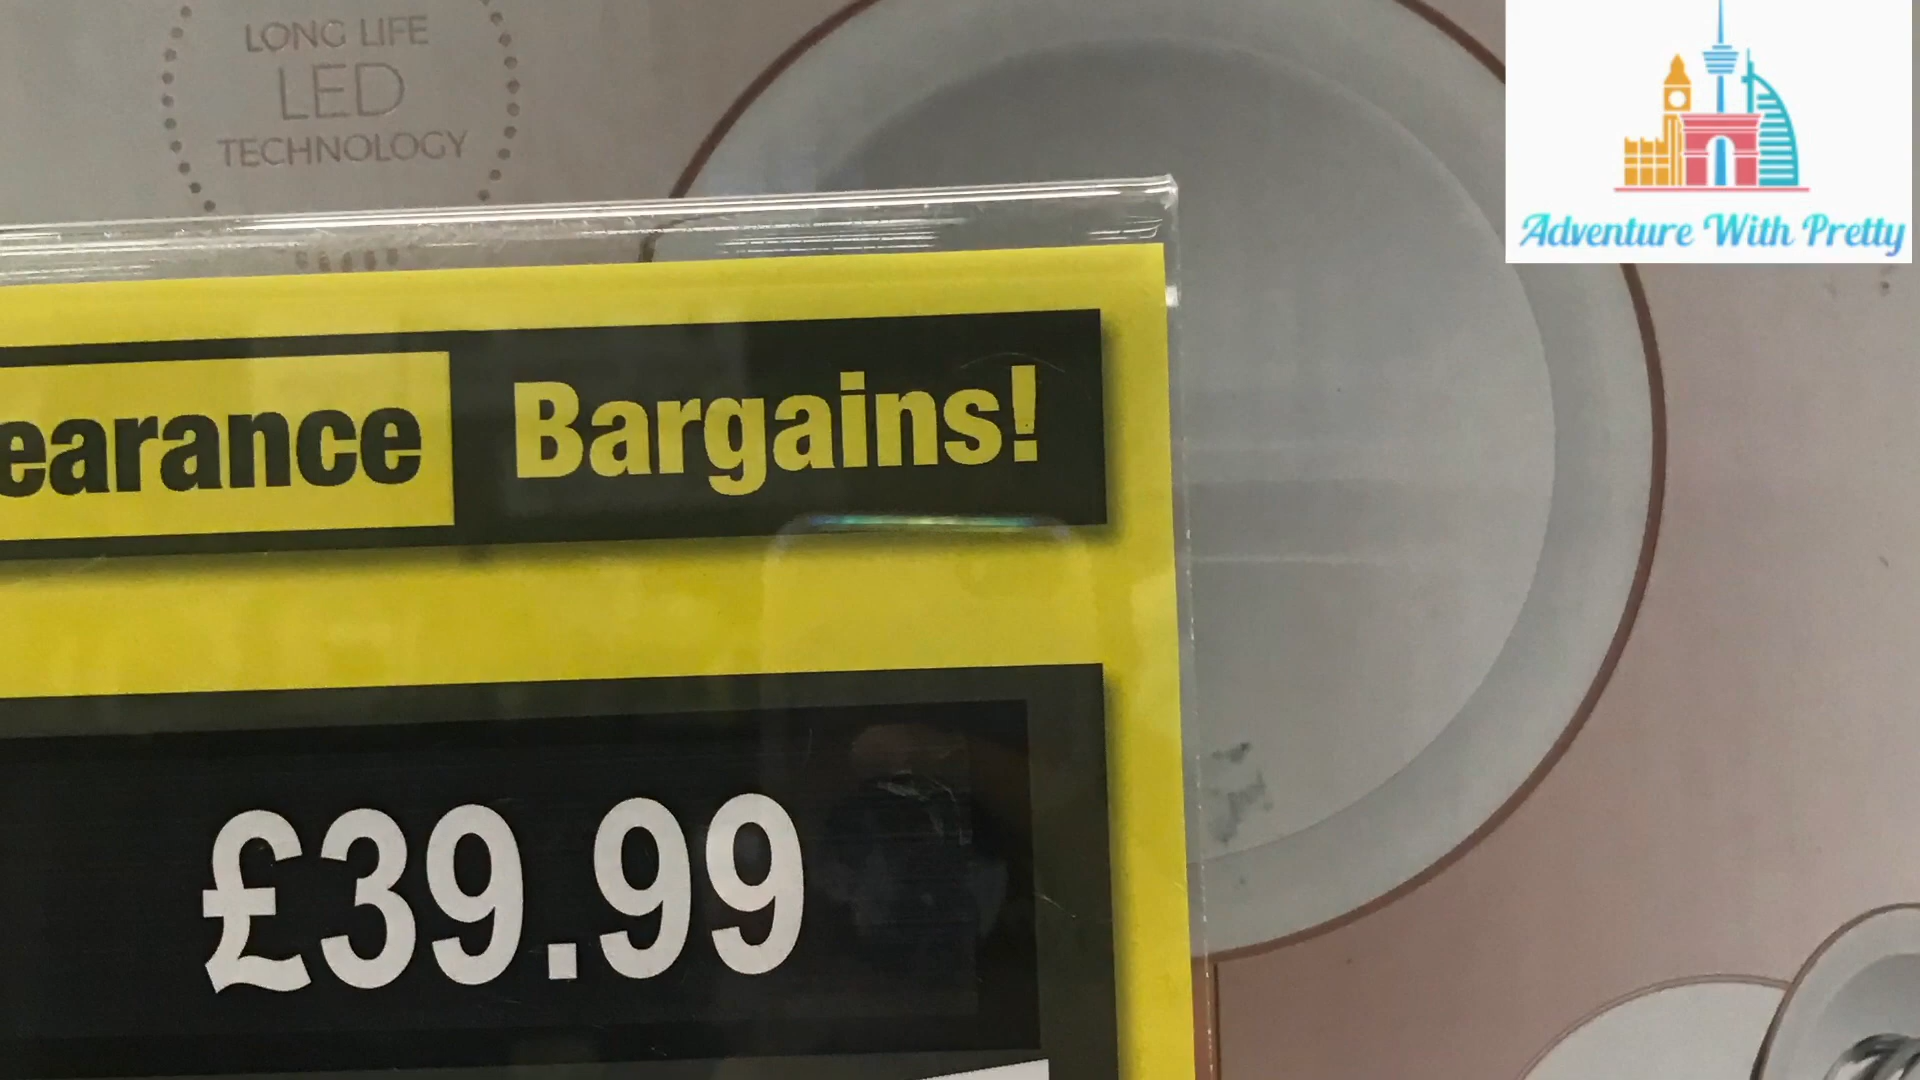 LONG LIFE
LED
TECHNOLOGY
Adventure With Pretty
earance Bargains!
£39.99